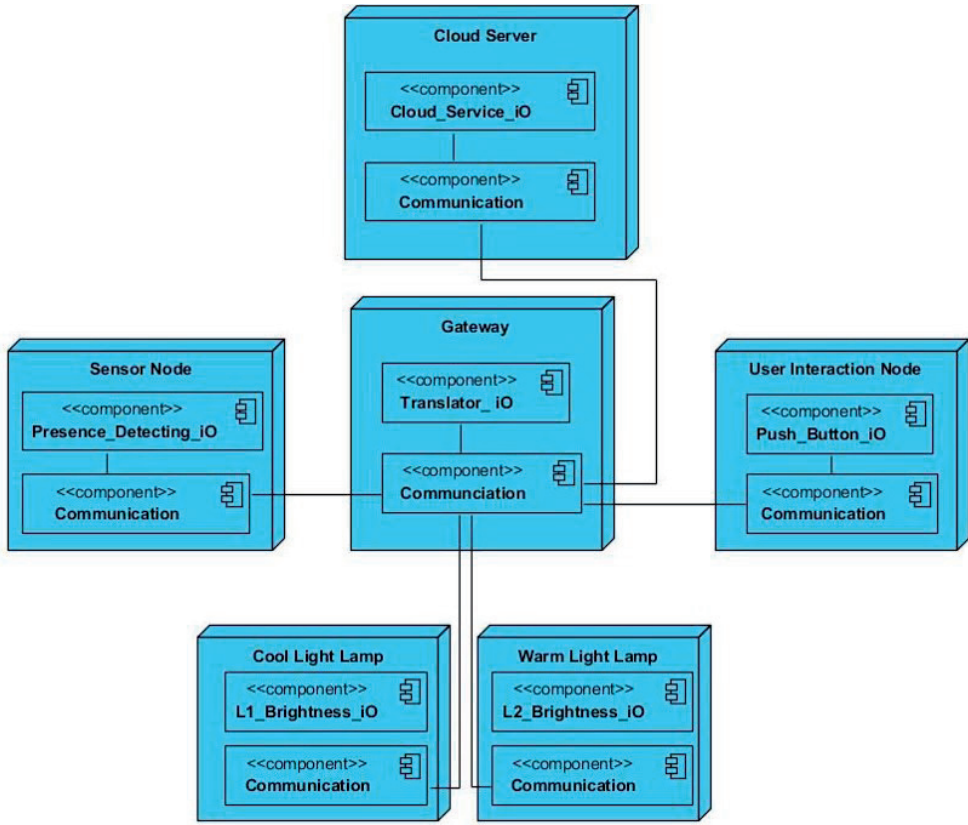 Cloud Server
<<component>>
Cloud_Service_iO
<<component>>
Communication
Gateway
<<component>>
Translator_ iO
<<component>>
Communciation
Sensor Node
<<component>>
Presence_Detecting_iO
<<component>>
Communication
User Interaction Node
<<component>>
Push_Button_iO
<<component>>
Communication
Cool Light Lamp
<<component>>
L1_Brightness_iO
<<component>>
Communication
Warm Light Lamp
<<component>>
L2_Brightness_iO
<<component>>
Communication